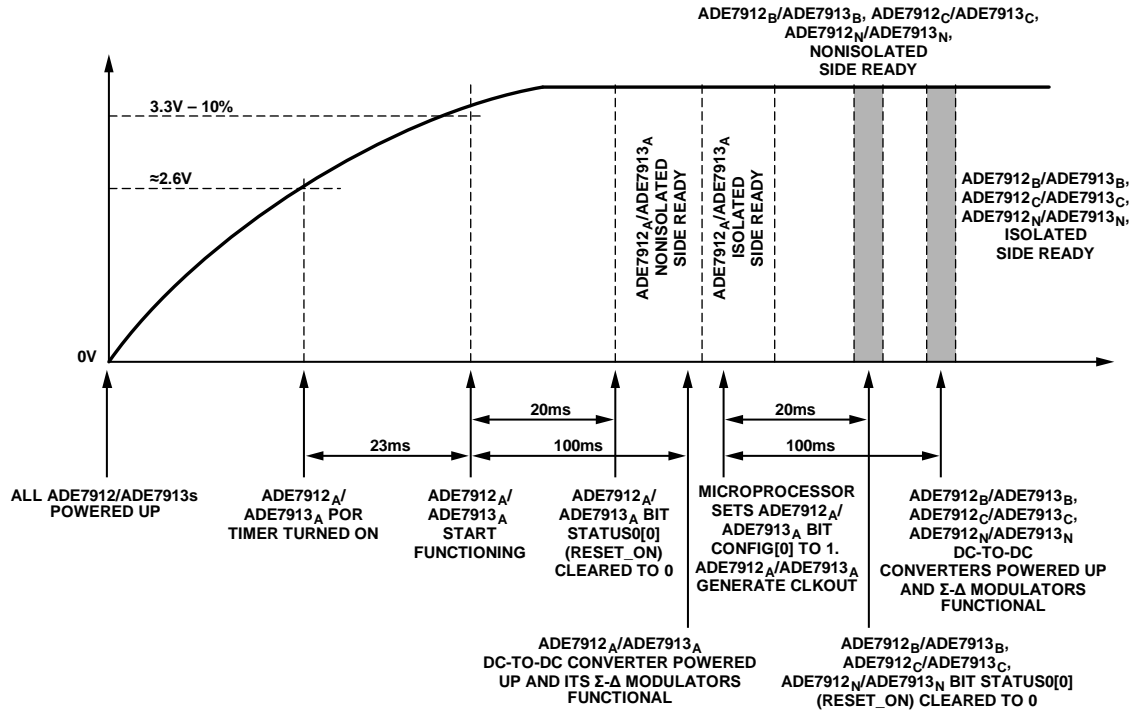 ADE7912B/ADE7913B, ADE7912C/ADE7913C,
ADE7912N/ADE7913N,
NONISOLATED
SIDE READY
3.3V – 10%
≈2.6V
0V
ADE7912A/ADE7913A
NONISOLATED
SIDE READY
ADE7912A/ADE7913A
ISOLATED
SIDE READY
ADE7912B/ADE7913B,
ADE7912C/ADE7913C,
ADE7912N/ADE7913N,
ISOLATED
SIDE READY
20ms
20ms
23ms
100ms
100ms
ALL ADE7912/ADE7913s
POWERED UP
ADE7912A/
ADE7913A POR
TIMER TURNED ON
ADE7912A/
ADE7913A
START
FUNCTIONING
ADE7912A/
ADE7913A BIT
STATUS0[0]
(RESET_ON)
CLEARED TO 0
MICROPROCESSOR
SETS ADE7912A/
ADE7913A BIT
CONFIG[0] TO 1.
ADE7912A/ADE7913A
GENERATE CLKOUT
ADE7912B/ADE7913B,
ADE7912C/ADE7913C,
ADE7912N/ADE7913N
DC-TO-DC
CONVERTERS POWERED UP
AND Σ-Δ MODULATORS
FUNCTIONAL
ADE7912A/ADE7913A
DC-TO-DC CONVERTER POWERED
UP AND ITS Σ-Δ MODULATORS
FUNCTIONAL
ADE7912B/ADE7913B,
ADE7912C/ADE7913C,
ADE7912N/ADE7913N BIT STATUS0[0]
(RESET_ON) CLEARED TO 0